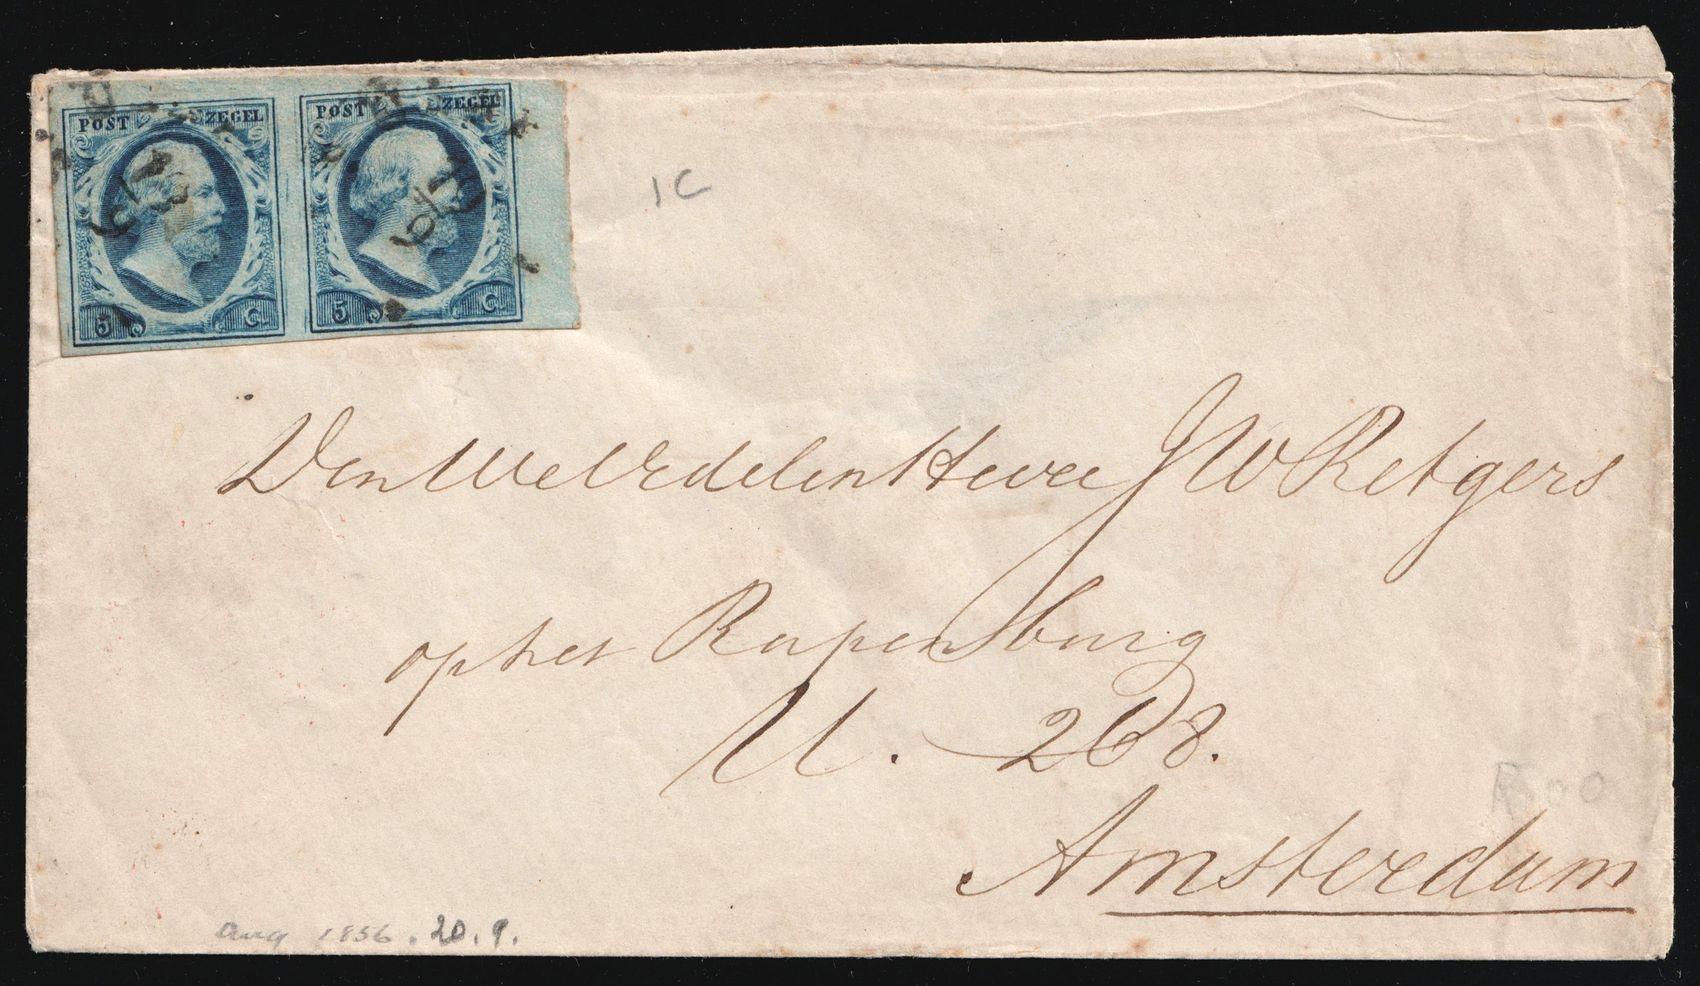 POST ZEGEL POST ZEGEL
5 C 5 C
1C
Den WelEdelen Heere J W Retgers
op het Rapenburg
U. 268.
Amsterdam
aug 1856. 20.9.